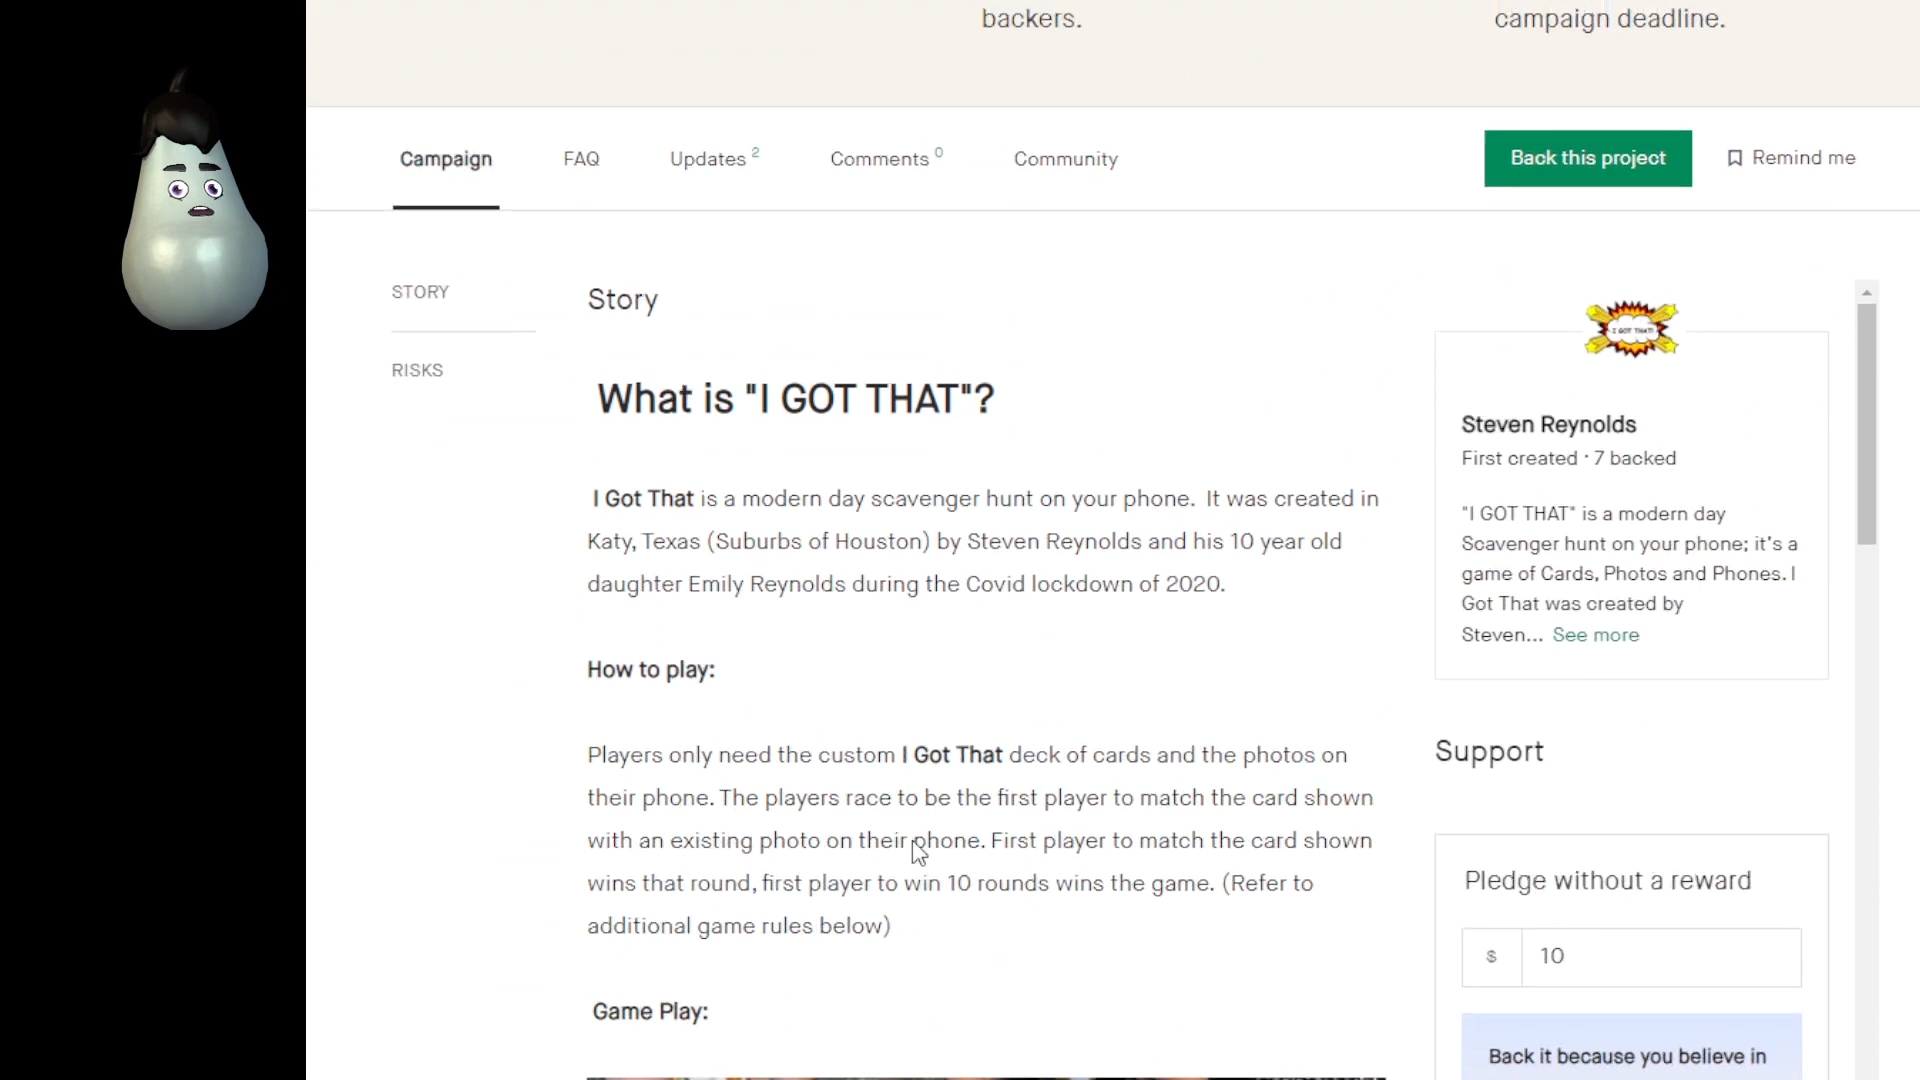 backers.
campaign deadline.
Campaign
FAQ
Updates 2
Comments 0
Community
Back this project
Remind me
STORY
RISKS
Story
What is "I GOT THAT"?
I Got That is a modern day scavenger hunt on your phone. It was created in
Katy, Texas (Suburbs of Houston) by Steven Reynolds and his 10 year old
daughter Emily Reynolds during the Covid lockdown of 2020.
How to play:
Players only need the custom I Got That deck of cards and the photos on
their phone. The players race to be the first player to match the card shown
with an existing photo on their phone. First player to match the card shown
wins that round, first player to win 10 rounds wins the game. (Refer to
additional game rules below)
Game Play:
I GOT THAT!
Steven Reynolds
First created · 7 backed
"I GOT THAT" is a modern day
Scavenger hunt on your phone; it's a
game of Cards, Photos and Phones. I
Got That was created by
Steven... See more
Support
Pledge without a reward
$ 10
Back it because you believe in